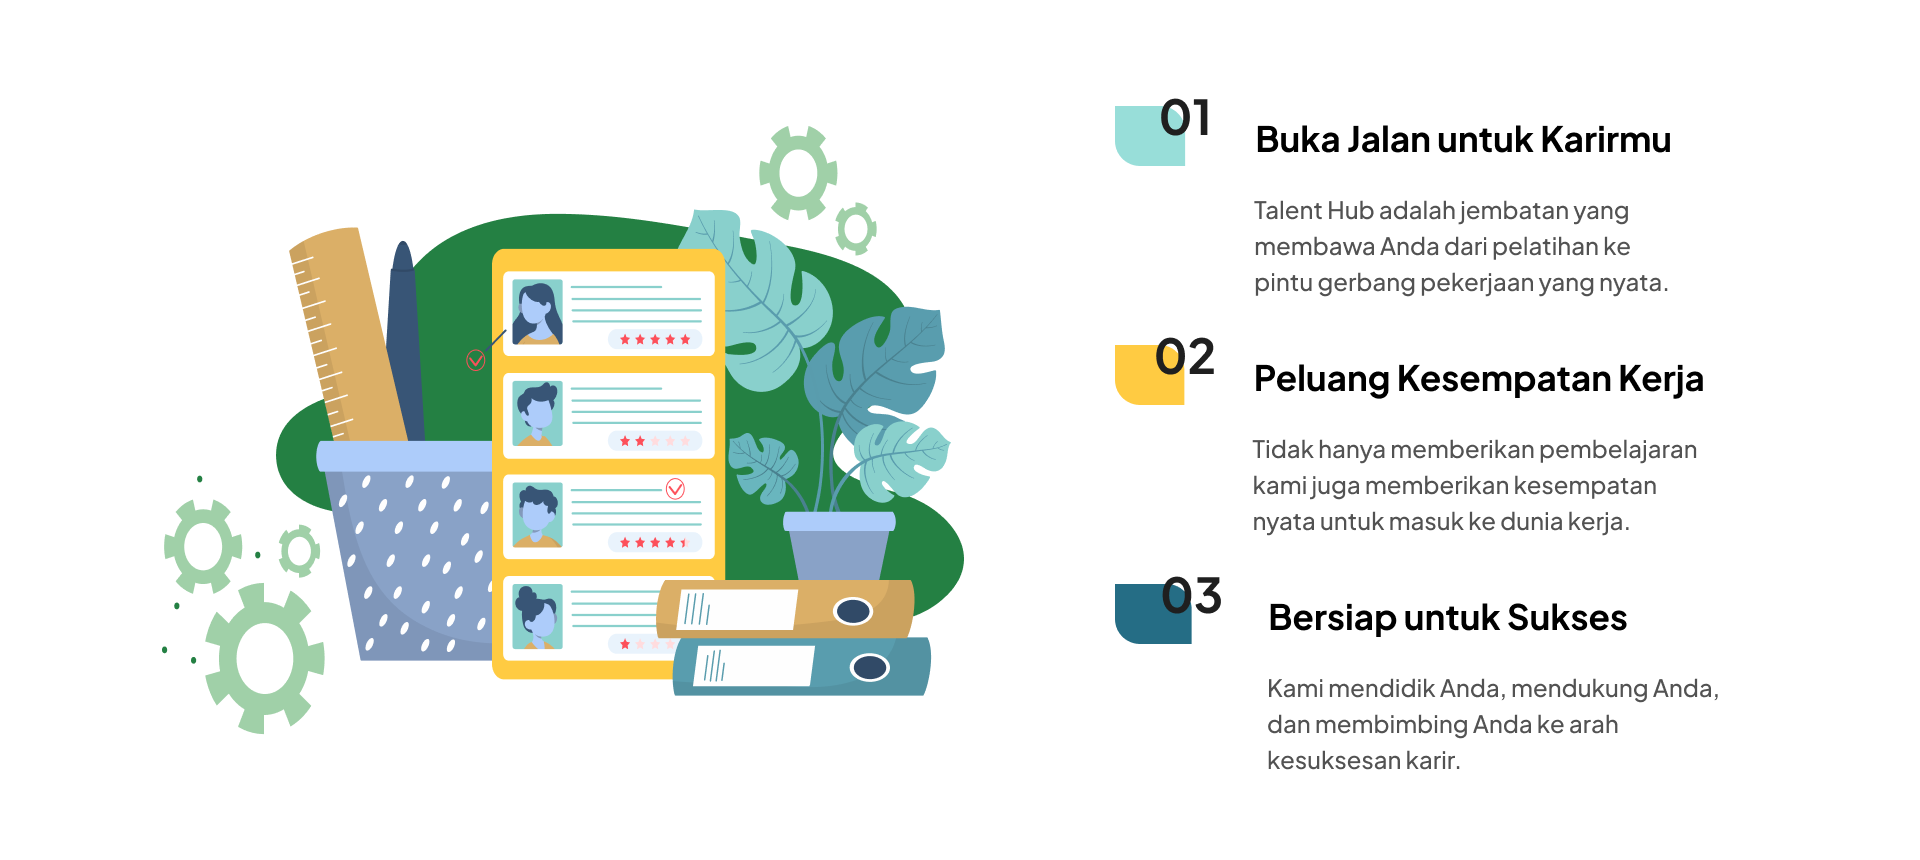 01
Buka Jalan untuk Karirmu
Talent Hub adalah jembatan yang
membawa Anda dari pelatihan ke
pintu gerbang pekerjaan yang nyata.
02
Peluang Kesempatan Kerja
Tidak hanya memberikan pembelajaran
kami juga memberikan kesempatan
nyata untuk masuk ke dunia kerja.
03
Bersiap untuk Sukses
Kami mendidik Anda, mendukung Anda,
dan membimbing Anda ke arah
kesuksesan karir.